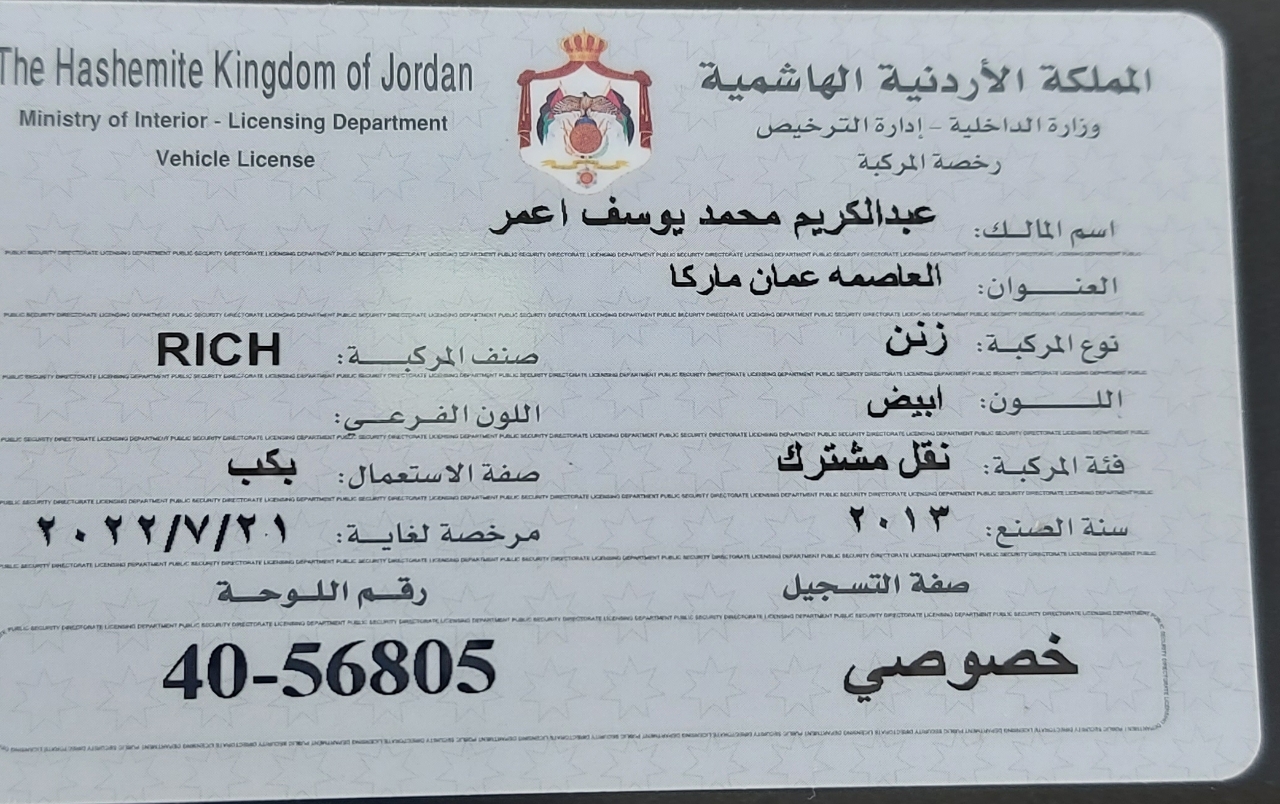 The Hashemite Kingdom of Jordan
المملكة الأردنية الهاشمية
Ministry of Interior - Licensing Department
وزارة الداخلية - إدارة الترخيص
Vehicle License
رخصة المركبة
اسم المالك: عبدالكريم محمد يوسف اعمر
العنوان: العاصمه عمان ماركا
نوع المركبة: زنن صنف المركبة: RICH
اللون: ابيض اللون الفرعي:
فئة المركبة: نقل مشترك صفة الاستعمال: بكب
سنة الصنع: ٢٠١٣ مرخصة لغاية: ٢٠٢٢/٧/٢١
صفة التسجيل رقم اللوحة
خصوصي 40-56805